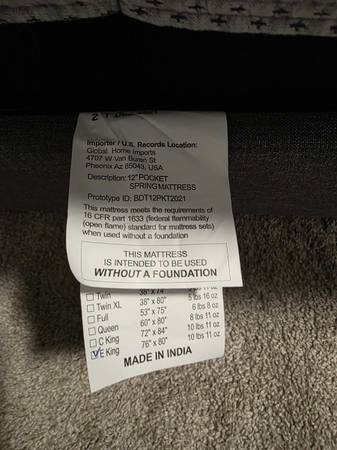 Importer / U.S. Records Location:
Global Home Imports
4707 W Van Buren St
Pheonix Az 85043, USA
Description: 12" POCKET
SPRING MATTRESS
Prototype ID: BDT12PKT2021
This mattress meets the requirements of
16 CFR part 1633 (federal flammability
(open flame) standard for mattress sets)
when used without a foundation
THIS MATTRESS
IS INTENDED TO BE USED
WITHOUT A FOUNDATION
Twin 38" x 74"
Twin XL 38" x 80" 5 lbs 16 oz
Full 53" x 75" 6 lbs 8 oz
Queen 60" x 80" 8 lbs 11 oz
C King 72" x 84" 10 lbs 11 oz
E King 76" x 80" 10 lbs 11 oz
MADE IN INDIA